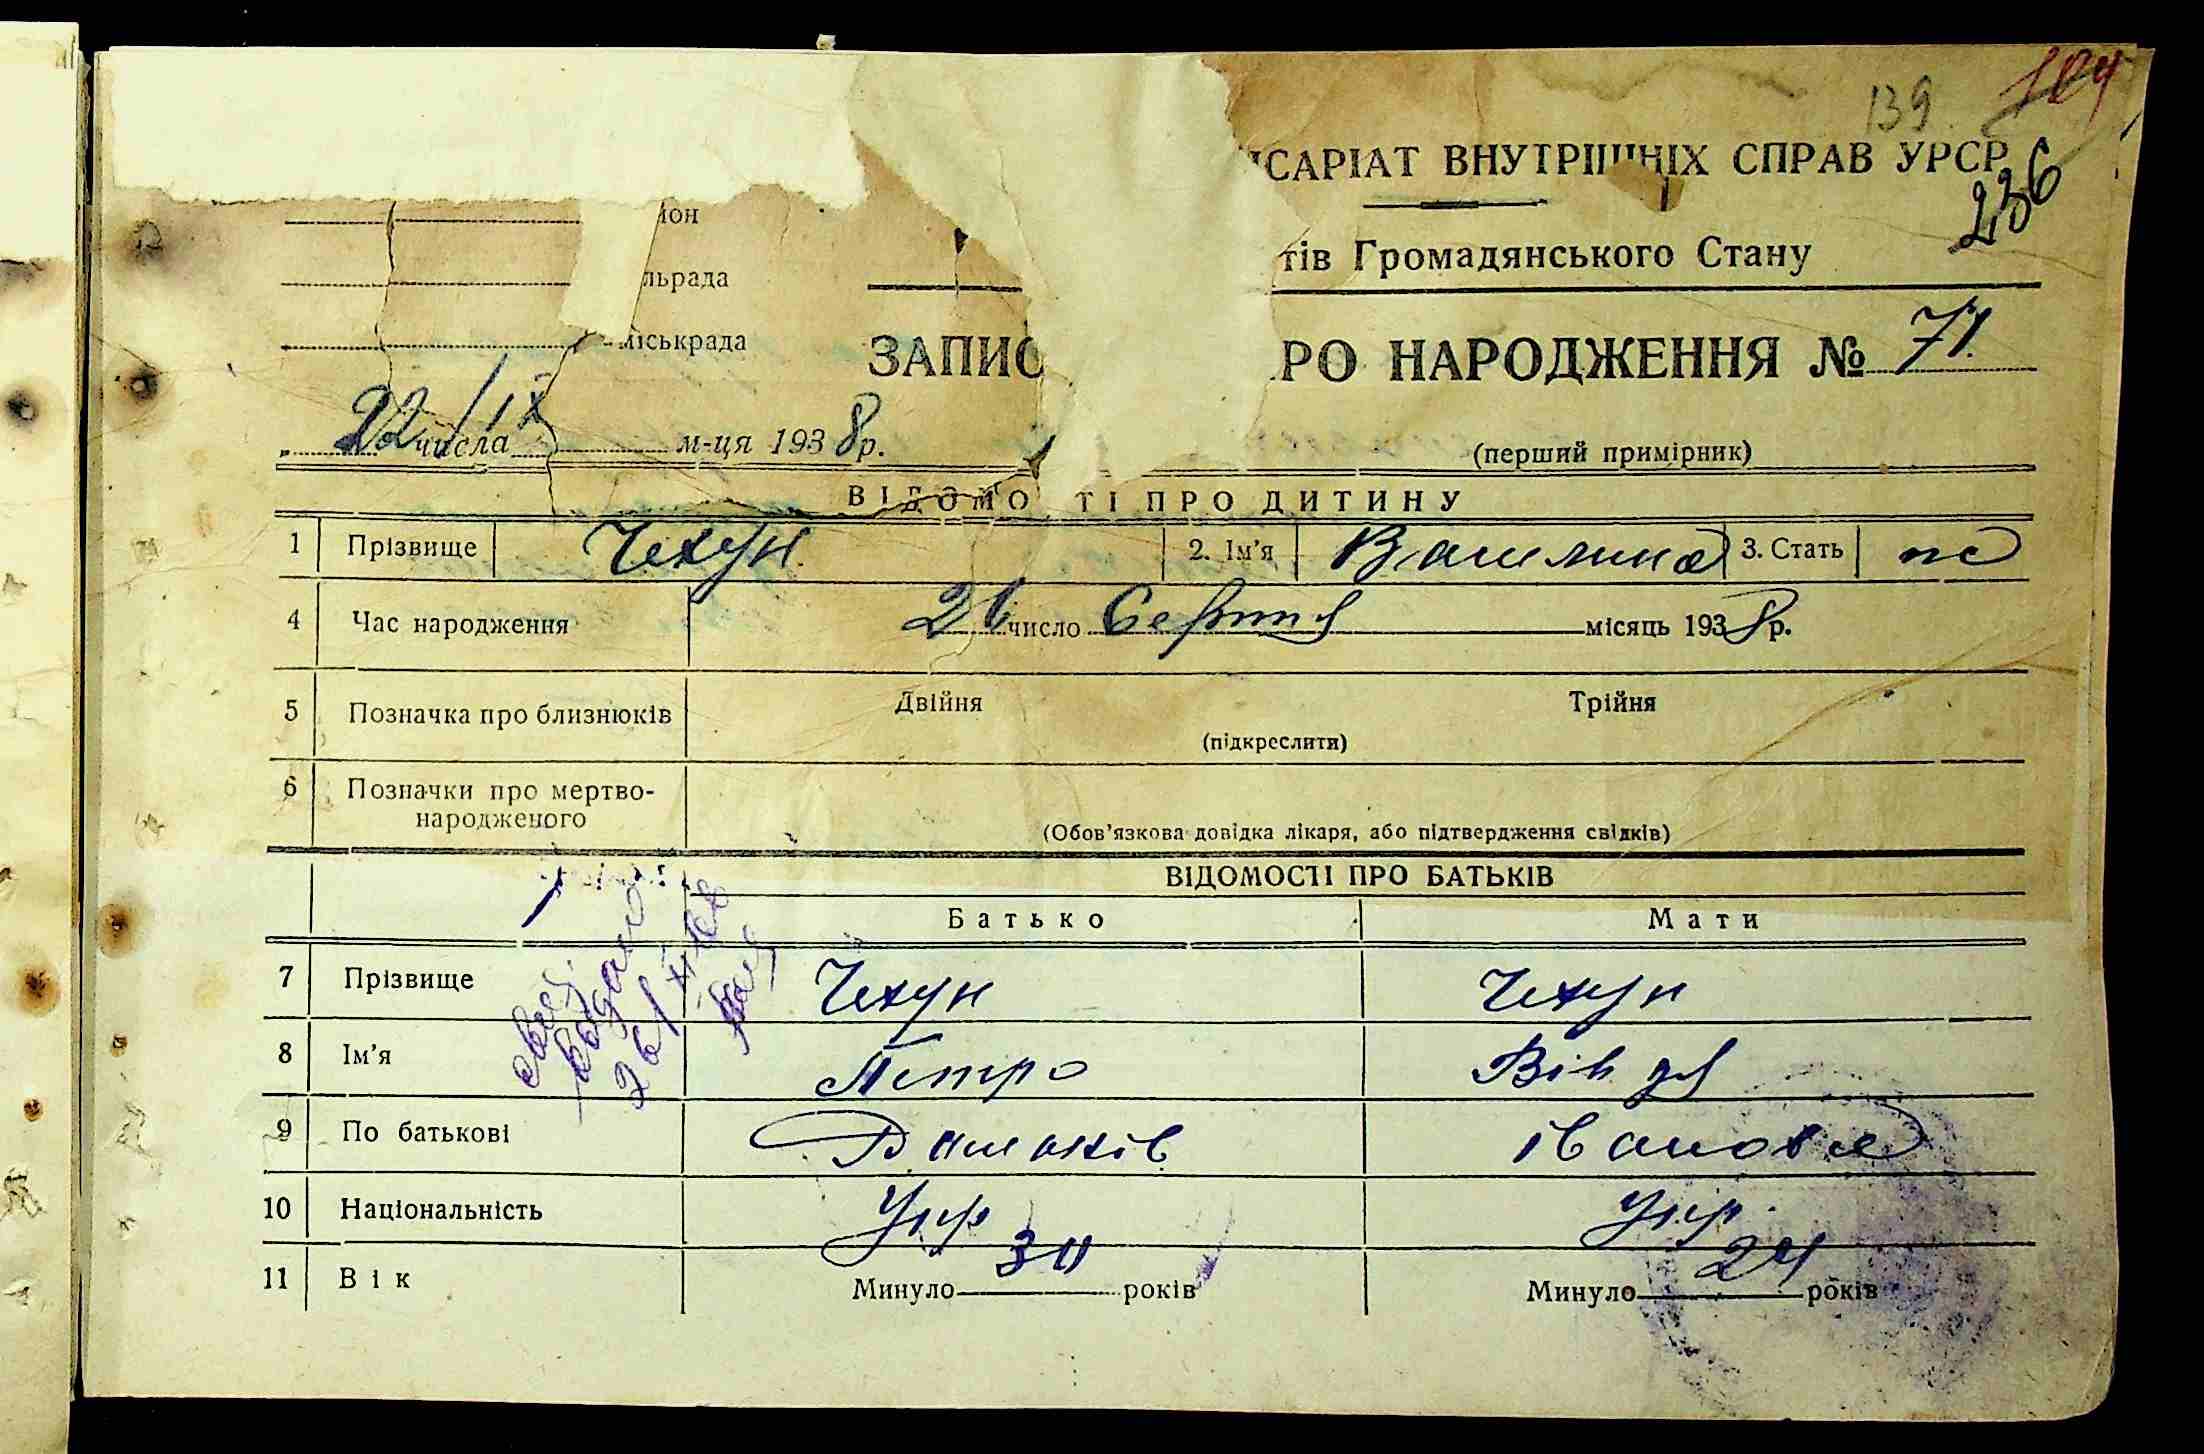 139 104
ІСАРІАТ ВНУТРІШНІХ СПРАВ УРСР
236
іон
тів Громадянського Стану
льрада
міськрада
ЗАПИС РО НАРОДЖЕННЯ № 71.
„ 22 числа /IX м-ця 1938 р.
(перший примірник)
ВІДОМО ТІ ПРО ДИТИНУ
1 Прізвище Чехун 2. Ім'я Василина 3. Стать ж
4 Час народження 26 число Серпня місяць 1938 р.
5 Позначка про близнюків Двійня Трійня
(підкреслити)
6 Позначки про мертво-
народженого
(Обов'язкова довідка лікаря, або підтвердження свідків)
ВІДОМОСТІ ПРО БАТЬКІВ
Батько Мати
7 Прізвище Чехун Чехун
8 Ім'я Петро
9 По батькові Івановна
10 Національність Укр Укр.
11 Вік Минуло 30 років Минуло 24 років